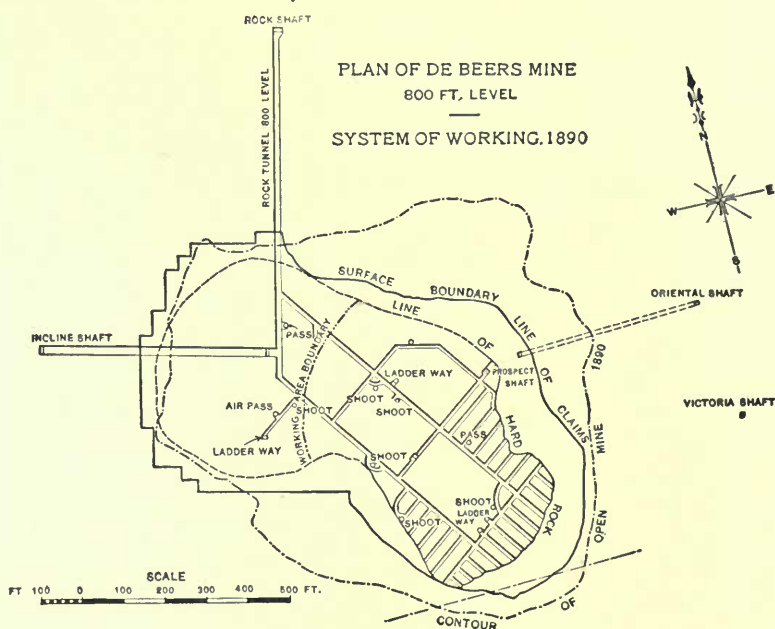 ROCK SHAFT
PLAN OF DE BEERS MINE
800 FT. LEVEL
SYSTEM OF WORKING. 1890
ROCK TUNNEL 800 LEVEL
N
W
E
S
SURFACE BOUNDARY LINE OF CLAIMS
LINE OF HARD ROCK
ORIENTAL SHAFT
INCLINE SHAFT
PASS
WORKING AREA BOUNDARY
LADDER WAY
PROSPECT
SHAFT
SHOOT
SHOOT
AIR PASS
SHOOT
VICTORIA SHAFT
LADDER WAY
PASS
SHOOT
SHOOT
LADDER
WAY
SHOOT
CONTOUR OF OPEN MINE 1890
SCALE
FT 100 0 100 200 300 400 500 FT.